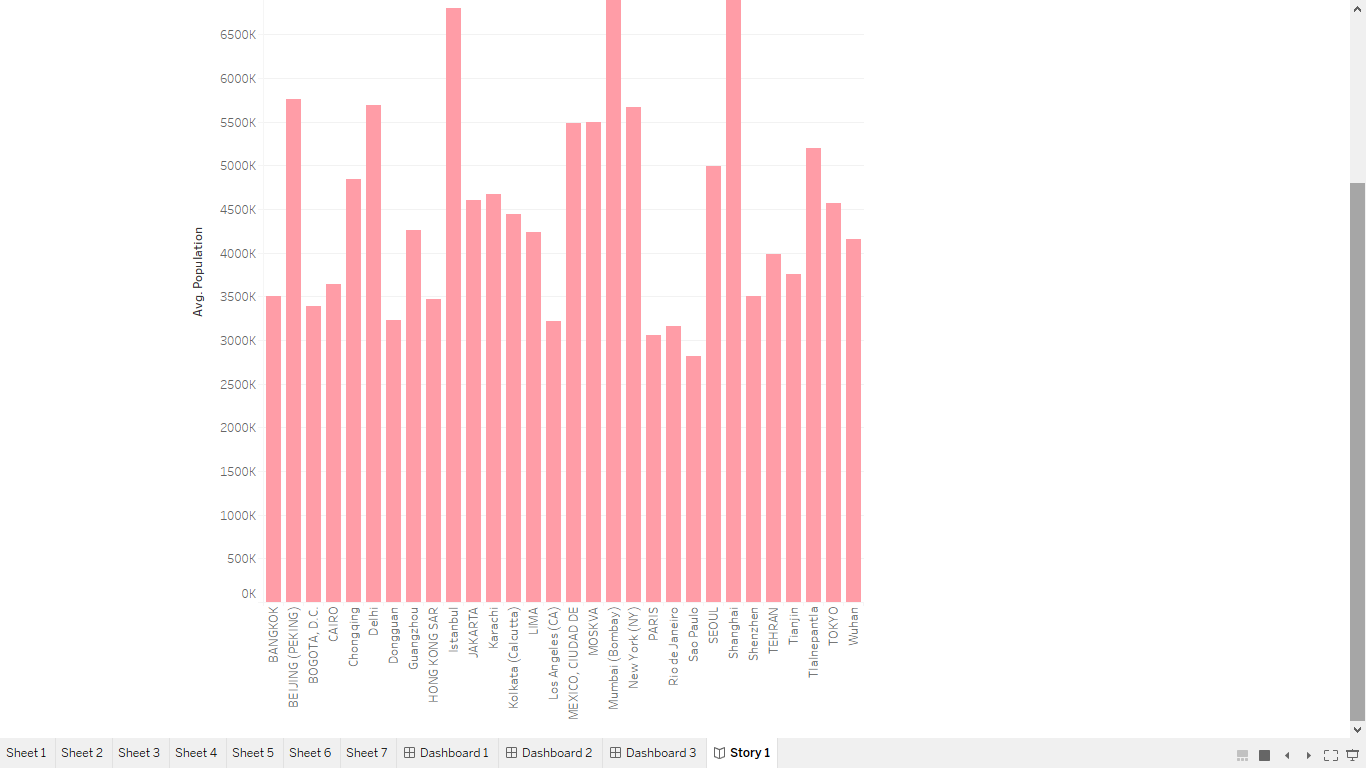 6500K
6000K
5500K
5000K
4500K
4000K
3500K
3000K
2500K
2000K
1500K
1000K
500K
0K
Avg. Population
BANGKOK
BEIJING (PEKING)
BOGOTA, D.C.
CAIRO
Chongqing
Delhi
Dongguan
Guangzhou
HONG KONG SAR
Istanbul
JAKARTA
Karachi
Kolkata (Calcutta)
LIMA
Los Angeles (CA)
MEXICO, CIUDAD DE
MOSKVA
Mumbai (Bombay)
New York (NY)
PARIS
Rio de Janeiro
Sao Paulo
SEOUL
Shanghai
Shenzhen
TEHRAN
Tianjin
Tlalnepantla
TOKYO
Wuhan
Sheet 1 Sheet 2 Sheet 3 Sheet 4 Sheet 5 Sheet 6 Sheet 7 Dashboard 1 Dashboard 2 Dashboard 3 Story 1